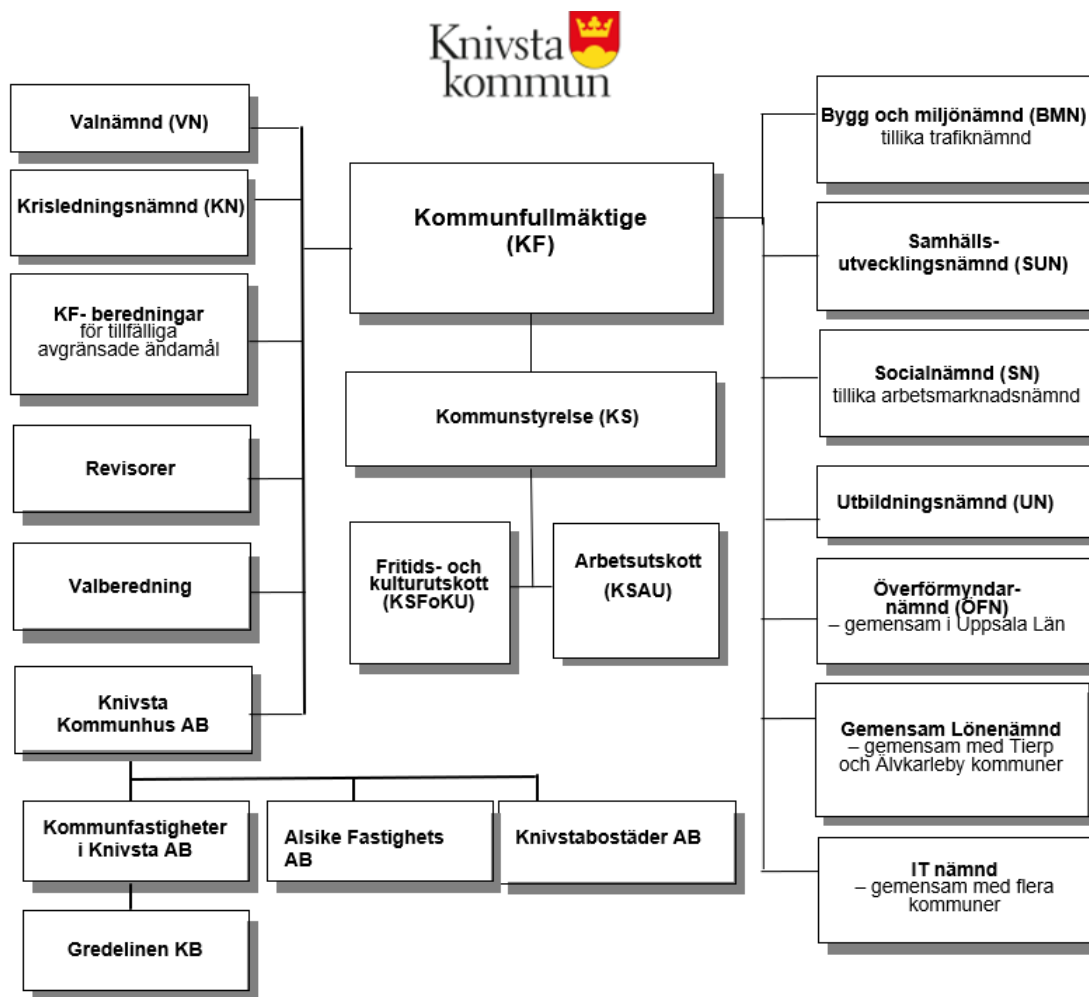 Knivsta
kommun
Valnämnd (VN)
Krisledningsnämnd (KN)
KF- beredningar
för tillfälliga
avgränsade ändamål
Revisorer
Valberedning
Knivsta
Kommunhus AB
Kommunfastigheter
i Knivsta AB
Alsike Fastighets
AB
Knivstabostäder AB
Gredelinen KB
Kommunfullmäktige
(KF)
Kommunstyrelse (KS)
Fritids- och
kulturutskott
(KSFoKU)
Arbetsutskott
(KSAU)
Bygg och miljönämnd (BMN)
tillika trafiknämnd
Samhälls-
utvecklingsnämnd (SUN)
Socialnämnd (SN)
tillika arbetsmarknadsnämnd
Utbildningsnämnd (UN)
Överförmyndar-
nämnd (ÖFN)
– gemensam i Uppsala Län
Gemensam Lönenämnd
– gemensam med Tierp
och Älvkarleby kommuner
IT nämnd
– gemensam med flera
kommuner